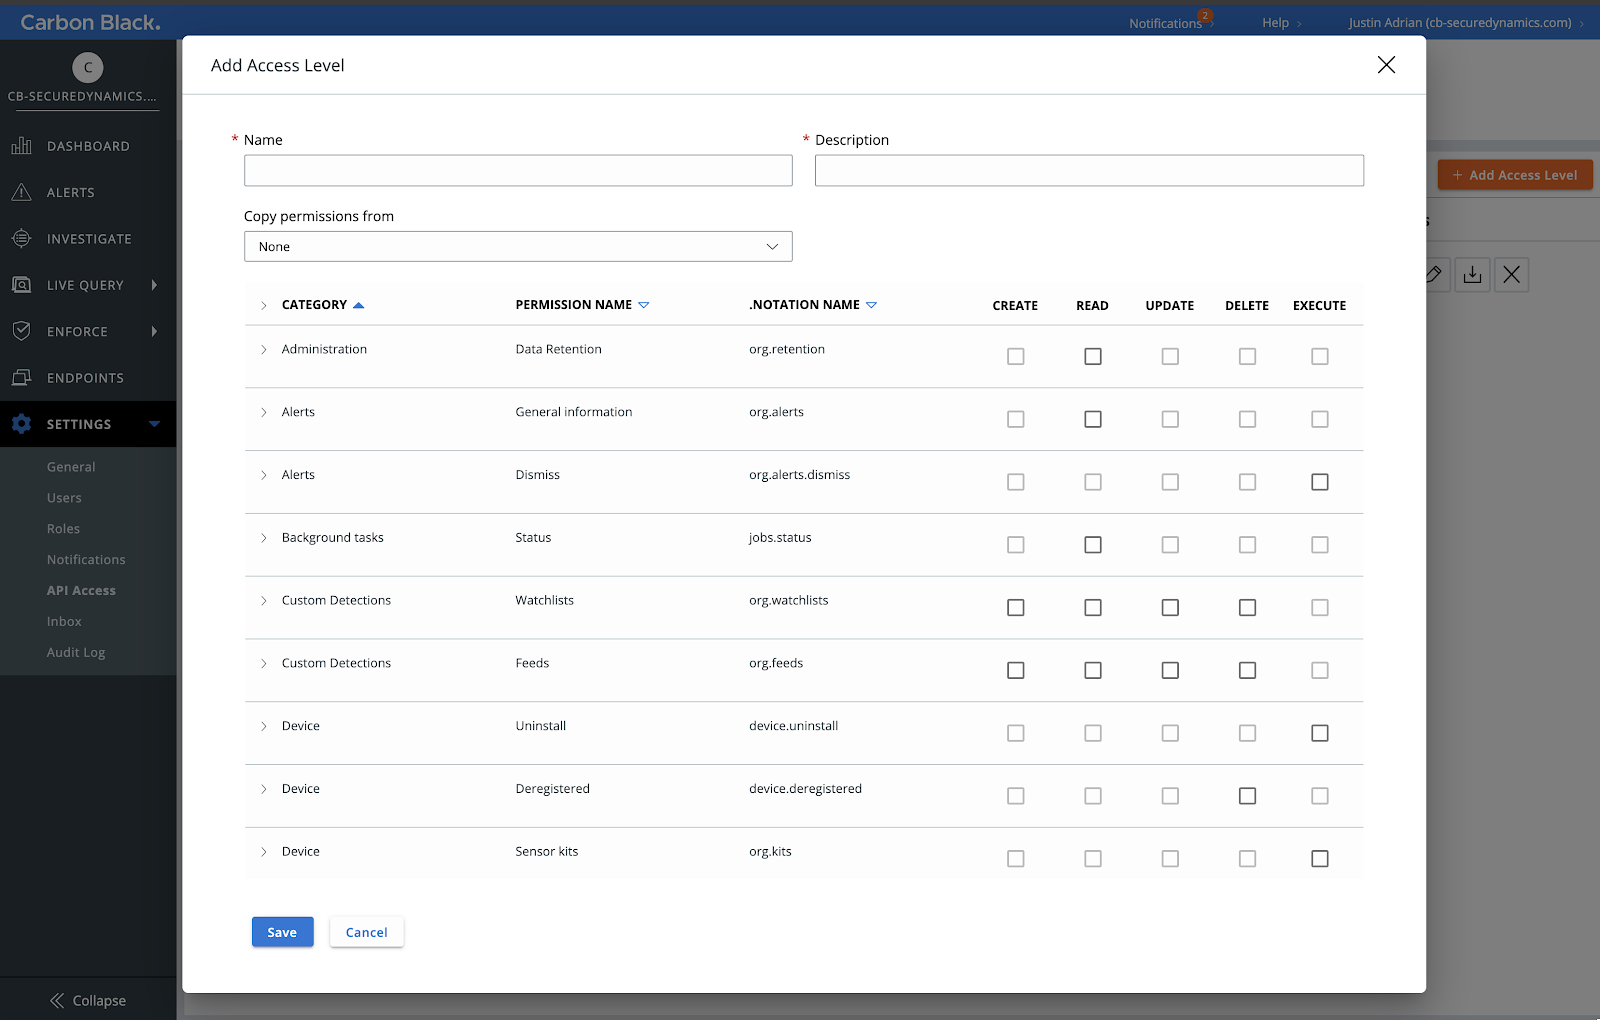 Carbon Black.
Notifications 2
Help
Justin Adrian (cb-securedynamics.com)
C
CB-SECUREDYNAMICS....
DASHBOARD
ALERTS
INVESTIGATE
LIVE QUERY
ENFORCE
ENDPOINTS
SETTINGS
General
Users
Roles
Notifications
API Access
Inbox
Audit Log
Collapse
Add Access Level
* Name
* Description
Copy permissions from
None
CATEGORY PERMISSION NAME .NOTATION NAME CREATE READ UPDATE DELETE EXECUTE
Administration Data Retention org.retention
Alerts General information org.alerts
Alerts Dismiss org.alerts.dismiss
Background tasks Status jobs.status
Custom Detections Watchlists org.watchlists
Custom Detections Feeds org.feeds
Device Uninstall device.uninstall
Device Deregistered device.deregistered
Device Sensor kits org.kits
Save
Cancel
+ Add Access Level